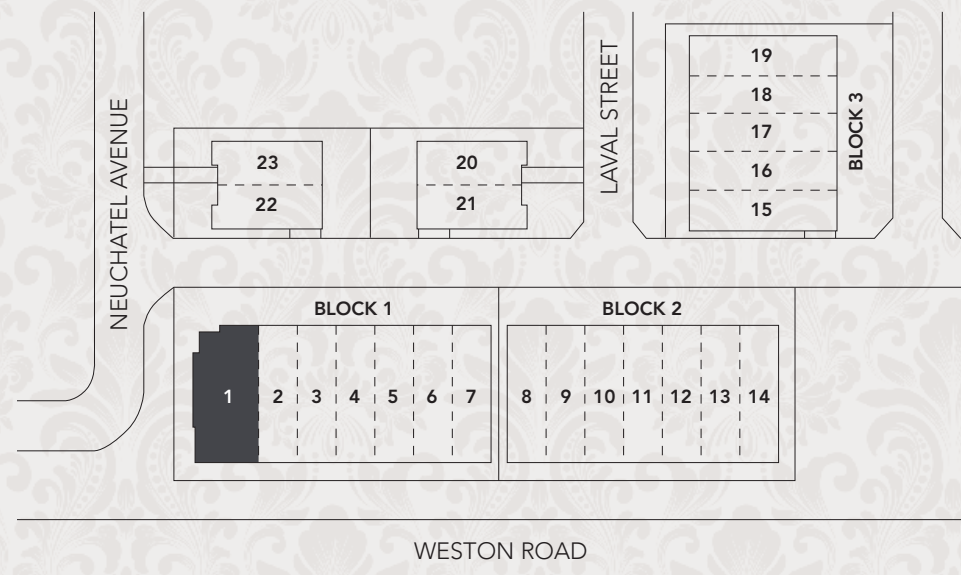 NEUCHATEL AVENUE
23
22
20
21
LAVAL STREET
19
18
17
16
15
BLOCK 3
BLOCK 1
1 2 3 4 5 6 7
BLOCK 2
8 9 10 11 12 13 14
WESTON ROAD